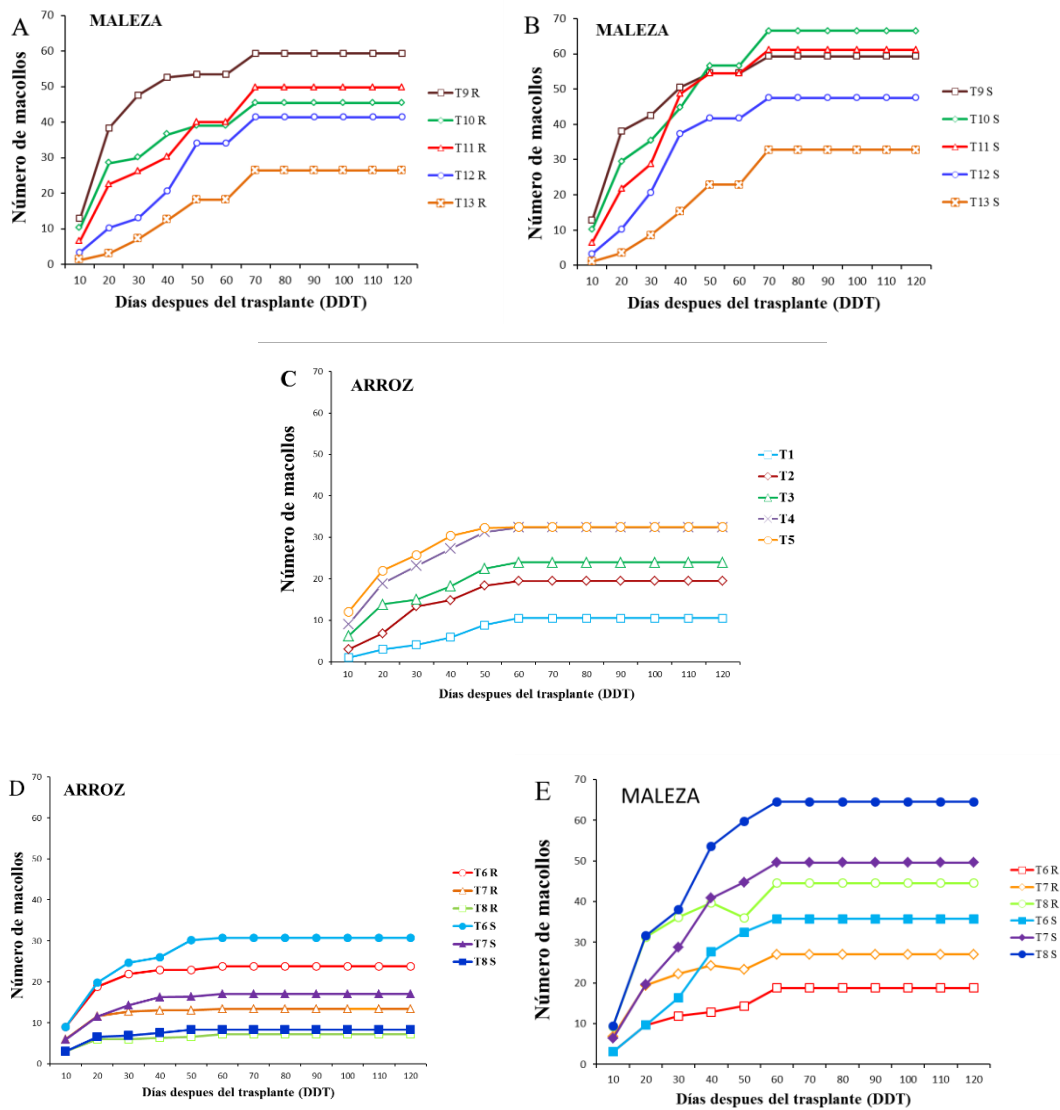 A
MALEZA
Número de macollos
70
60
50
40
30
20
10
0
10 20 30 40 50 60 70 80 90 100 110 120
Días despues del trasplante (DDT)
T9 R
T10 R
T11 R
T12 R
T13 R
B
MALEZA
Número de macollos
70
60
50
40
30
20
10
0
10 20 30 40 50 60 70 80 90 100 110 120
Días despues del trasplante (DDT)
T9 S
T10 S
T11 S
T12 S
T13 S
C
ARROZ
Número de macollos
70
60
50
40
30
20
10
0
10 20 30 40 50 60 70 80 90 100 110 120
Días despues del trasplante (DDT)
T1
T2
T3
T4
T5
D
ARROZ
Número de macollos
70
60
50
40
30
20
10
0
10 20 30 40 50 60 70 80 90 100 110 120
Días despues del trasplante (DDT)
T6 R
T7 R
T8 R
T6 S
T7 S
T8 S
E
MALEZA
Número de macollos
70
60
50
40
30
20
10
0
10 20 30 40 50 60 70 80 90 100 110 120
Días despues del trasplante (DDT)
T6 R
T7 R
T8 R
T6 S
T7 S
T8 S